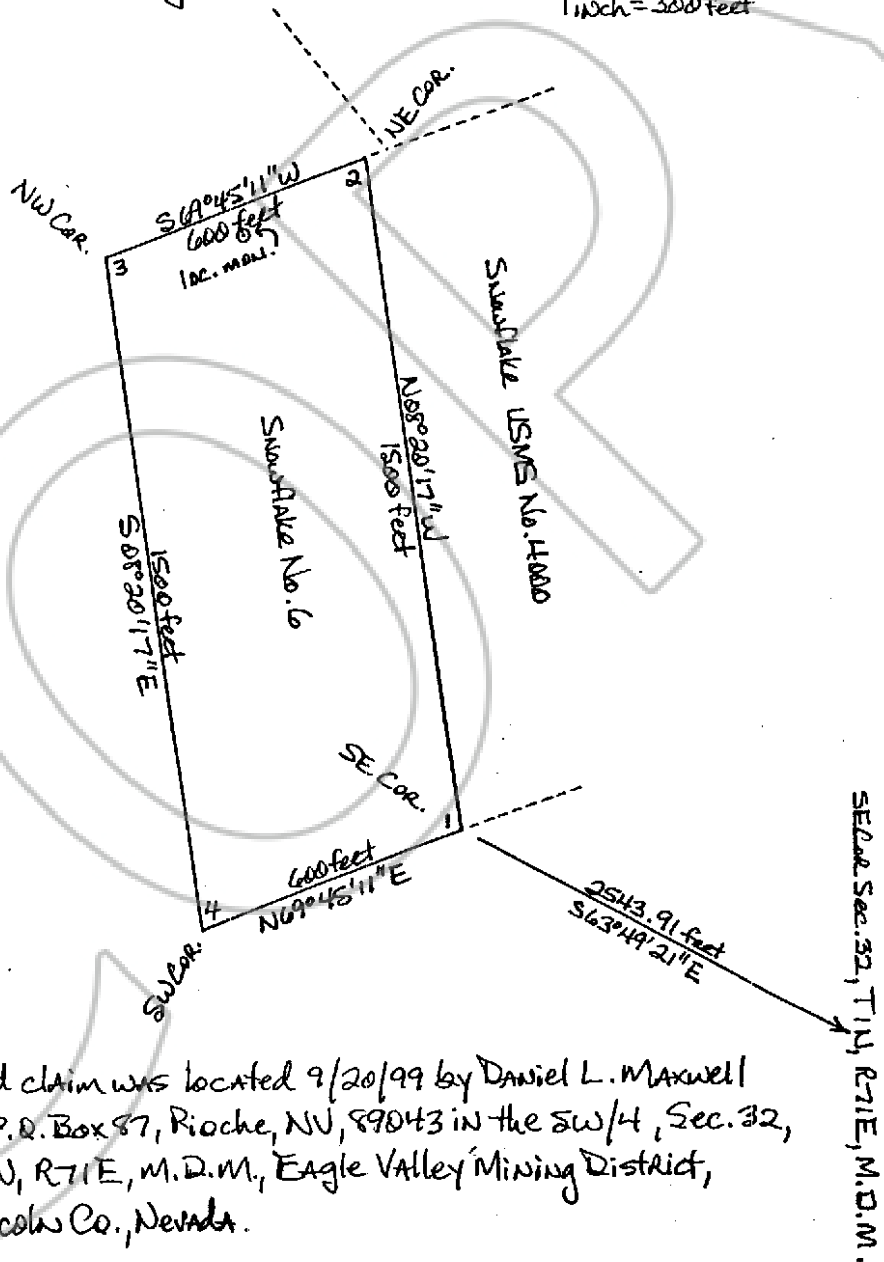 1 inch = 300 feet
NE COR.
NW COR.
2
S69°45'11"W
600 feet
3
Loc. mon.
Snowflake USMS No. 4000
N08°20'17"W
1500 feet
Snowflake No. 6
1500 feet
S08°20'17"E
SE. COR.
1
600 feet
N69°45'11"E
4
SW COR.
2543.91 feet
S63°49'21"E
SE Cor Sec. 32, T1N, R71E, M.D.M.
claim was located 9/20/99 by Daniel L. Maxwell
P.O. Box 87, Pioche, NV, 89043 in the SW/4, Sec. 32,
N, R71E, M.D.M., Eagle Valley Mining District,
coln Co., Nevada.